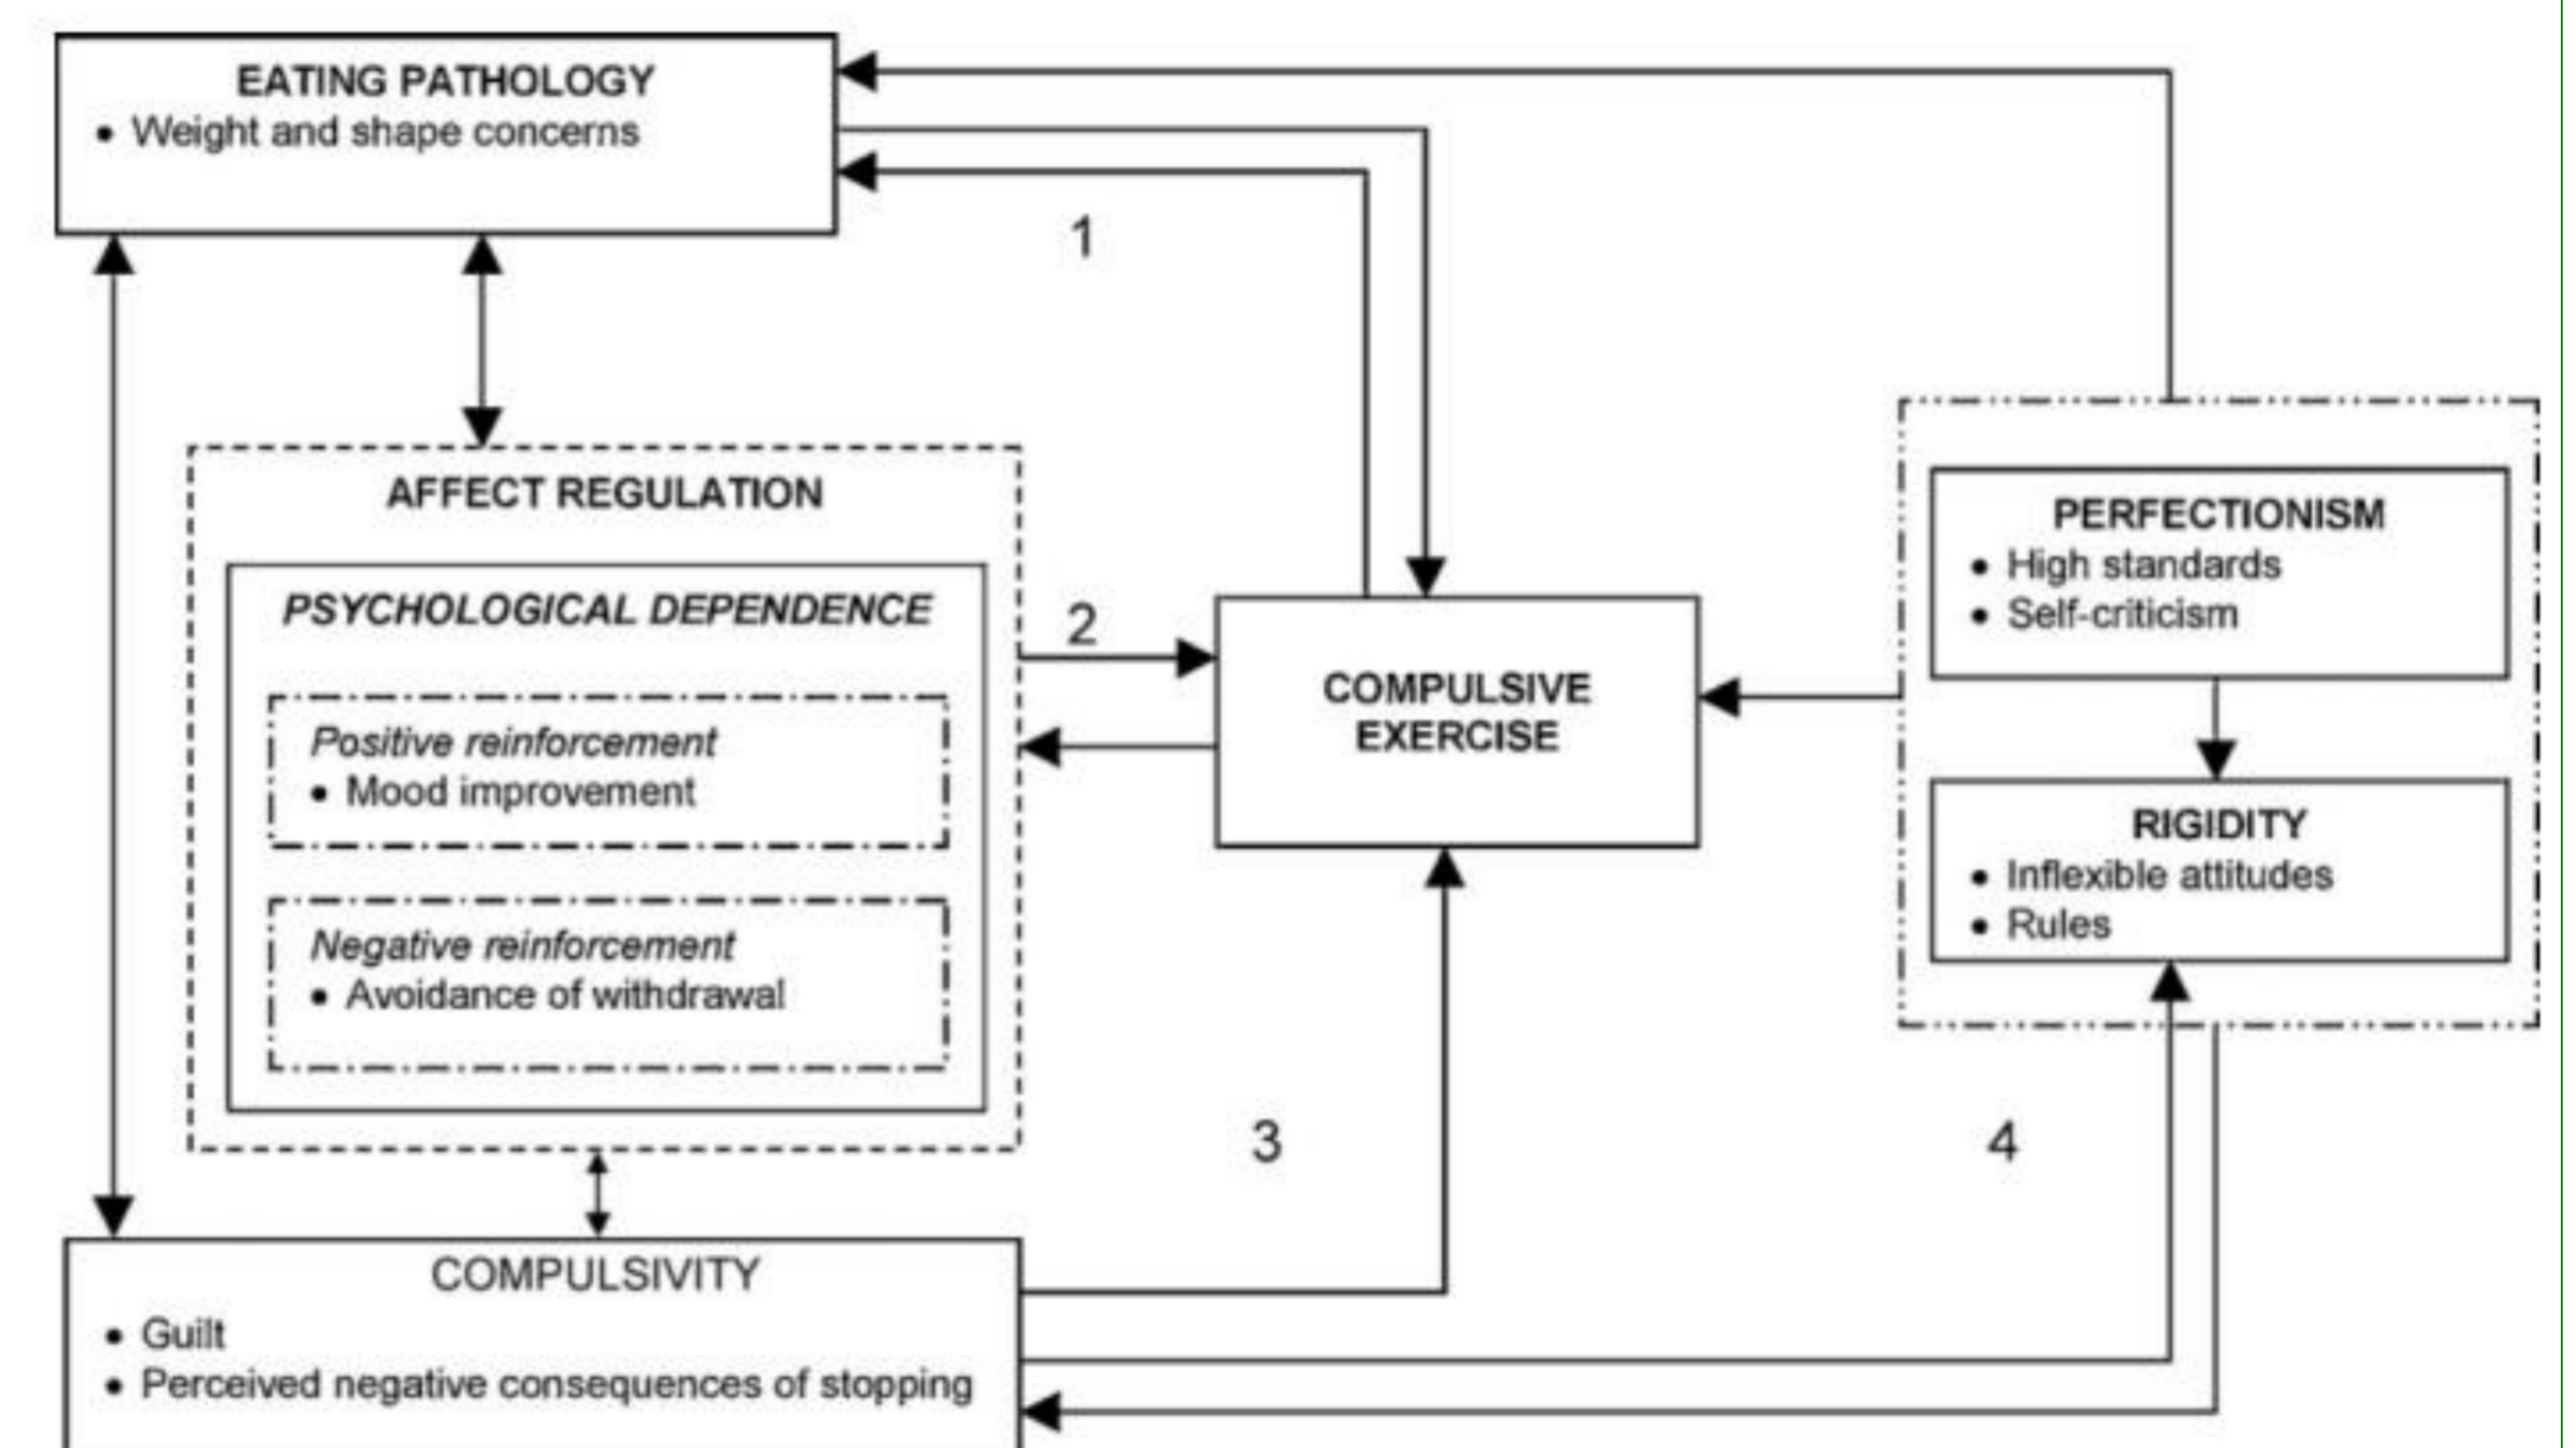 EATING PATHOLOGY
• Weight and shape concerns
1
AFFECT REGULATION
PSYCHOLOGICAL DEPENDENCE
Positive reinforcement
• Mood improvement
Negative reinforcement
• Avoidance of withdrawal
2
COMPULSIVE
EXERCISE
PERFECTIONISM
• High standards
• Self-criticism
RIGIDITY
• Inflexible attitudes
• Rules
3
4
COMPULSIVITY
• Guilt
• Perceived negative consequences of stopping